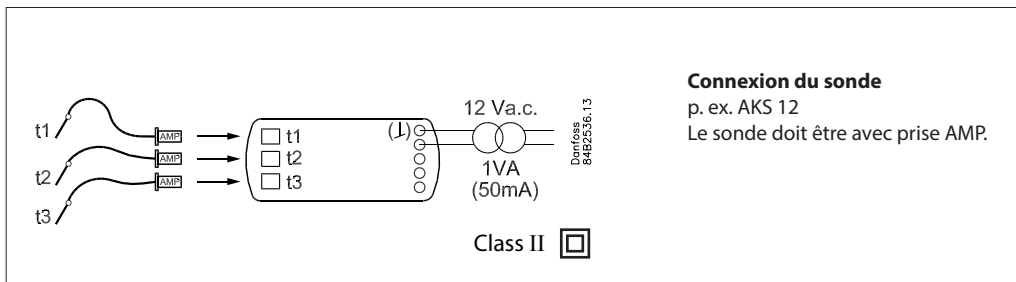 t1
t2
t3
AMP
AMP
AMP
t1
t2
t3
12 Va.c.
1VA
(50mA)
Danfoss
84B2536.13
Class II
Connexion du sonde
p. ex. AKS 12
Le sonde doit être avec prise AMP.